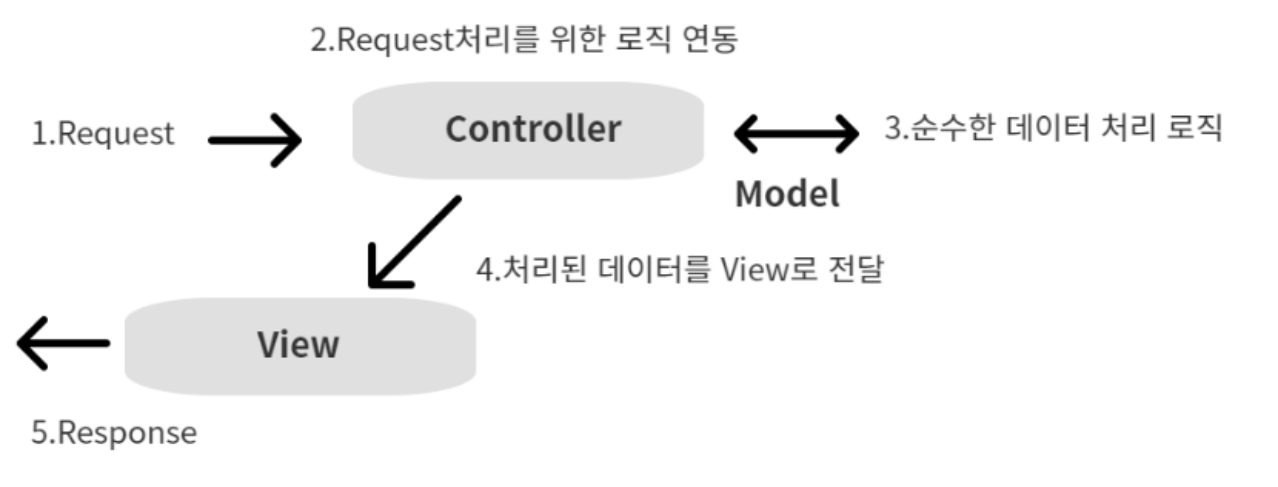 2.Request처리를 위한 로직 연동
1.Request
Controller
3.순수한 데이터 처리 로직
Model
4.처리된 데이터를 View로 전달
View
5.Response